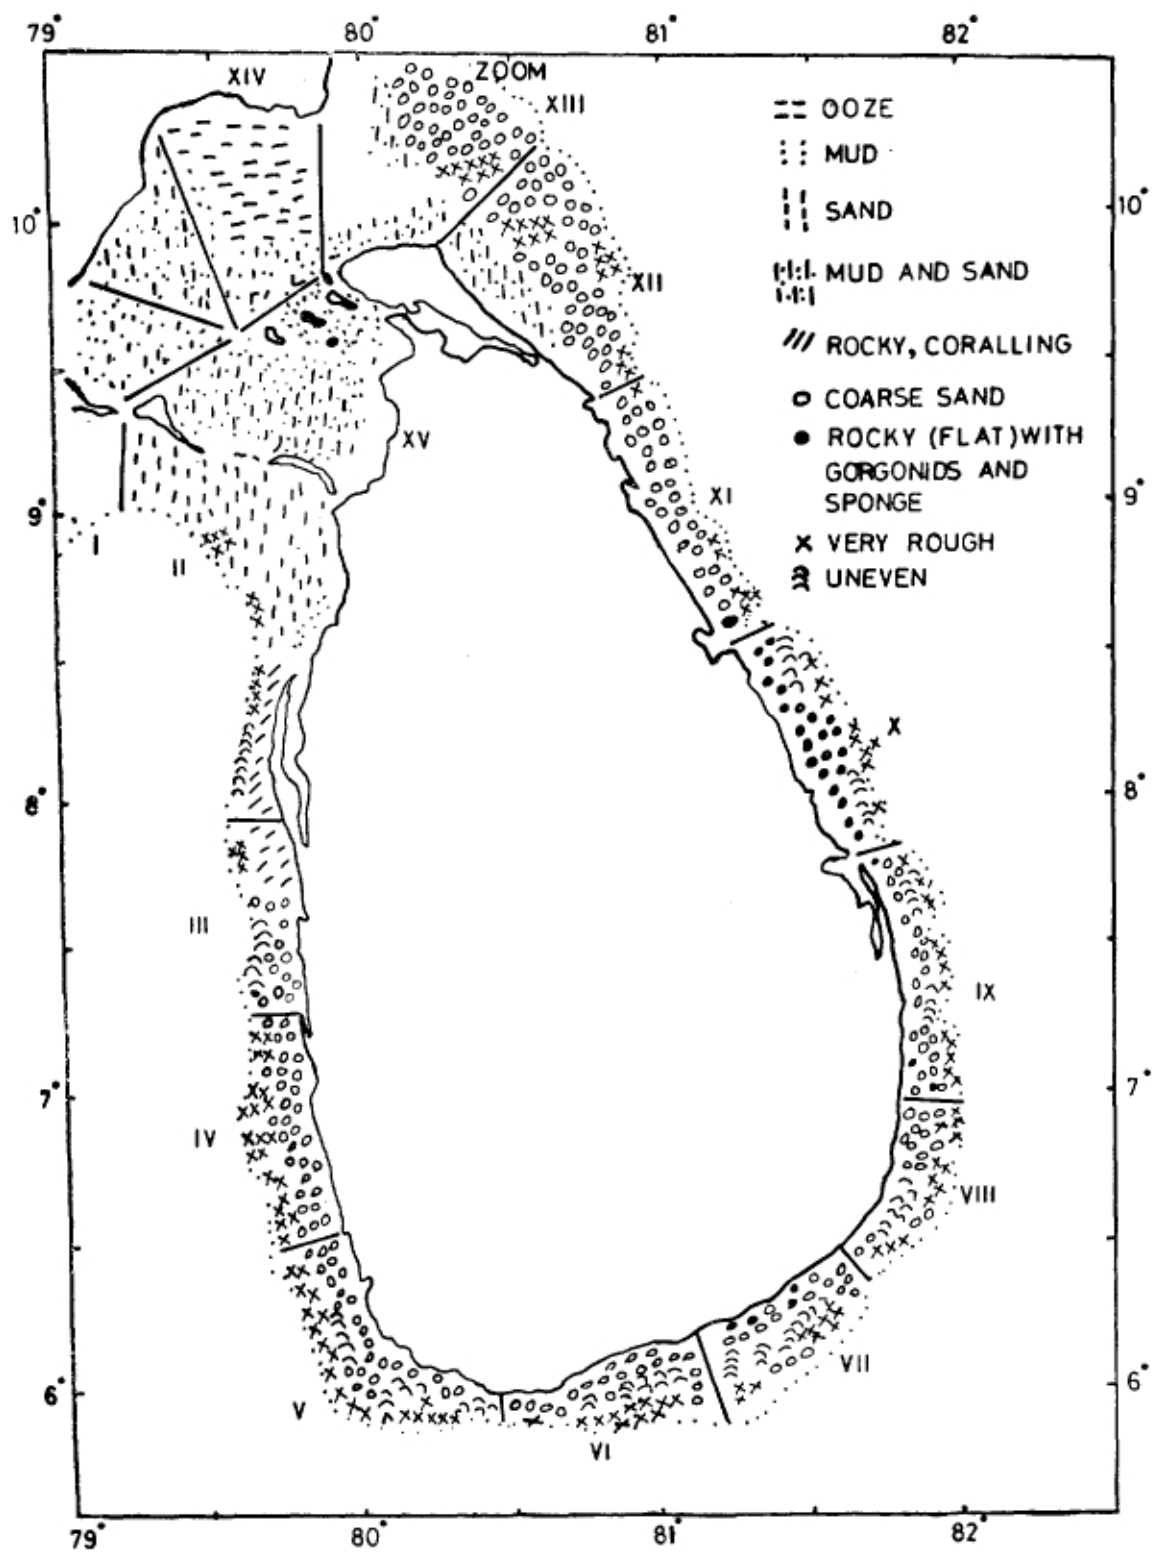 79° 80° 81° 82°
ZOOM
XIV
XIII
OOZE
MUD
SAND
MUD AND SAND
ROCKY, CORALLING
COARSE SAND
ROCKY (FLAT) WITH
GORGONIDS AND
SPONGE
VERY ROUGH
UNEVEN
10° 10°
XII
XV
XI
9° 9°
I
II
X
8° 8°
III
IX
7° 7°
IV
VIII
VII
6° 6°
V
VI
79° 80° 81° 82°